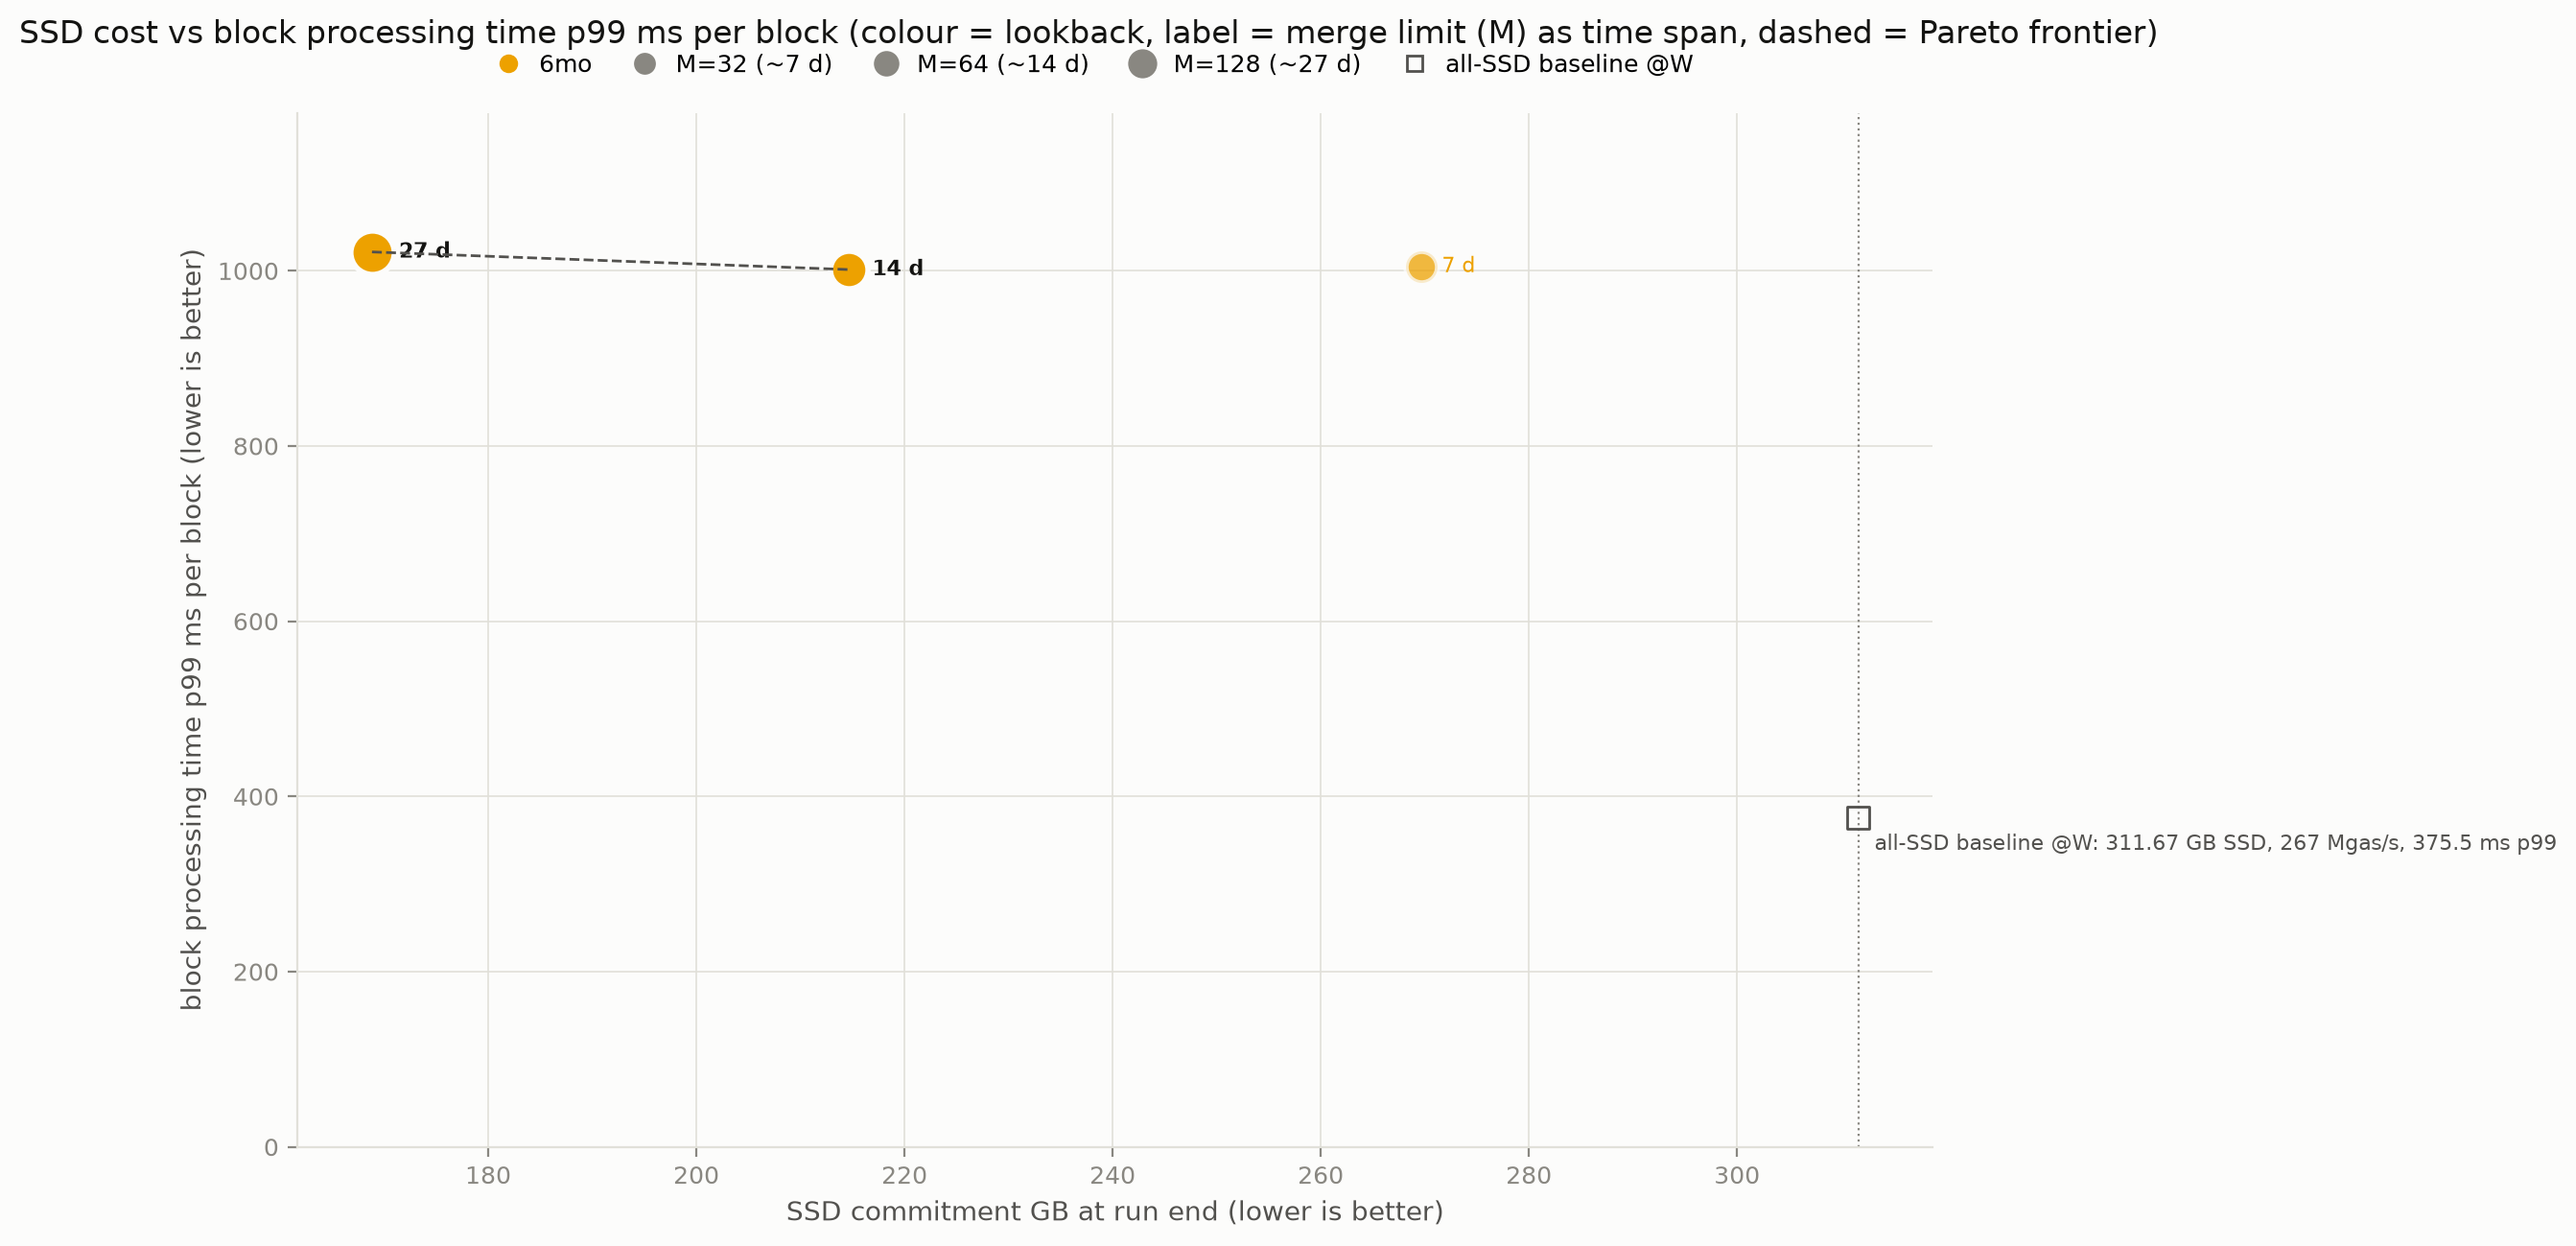 SSD cost vs block processing time p99 ms per block (colour = lookback, label = merge limit (M) as time span, dashed = Pareto frontier)
6mo M=32 (~7 d) M=64 (~14 d) M=128 (~27 d) all-SSD baseline @W
block processing time p99 ms per block (lower is better)
1000
800
600
400
200
0
27 d
14 d
7 d
all-SSD baseline @W: 311.67 GB SSD, 267 Mgas/s, 375.5 ms p99
180 200 220 240 260 280 300
SSD commitment GB at run end (lower is better)